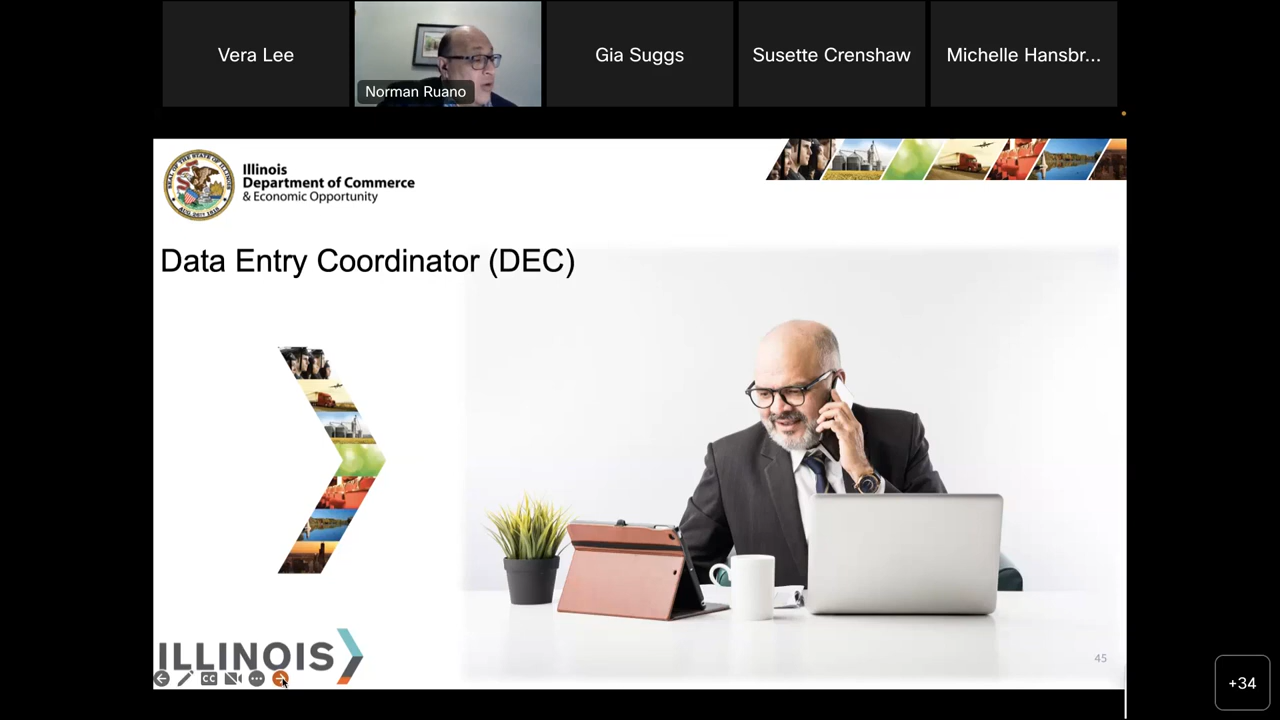 Vera Lee
Norman Ruano
Gia Suggs
Susette Crenshaw
Michelle Hansbr...
Illinois
Department of Commerce
& Economic Opportunity
Data Entry Coordinator (DEC)
ILLINOIS
CC
45
+34